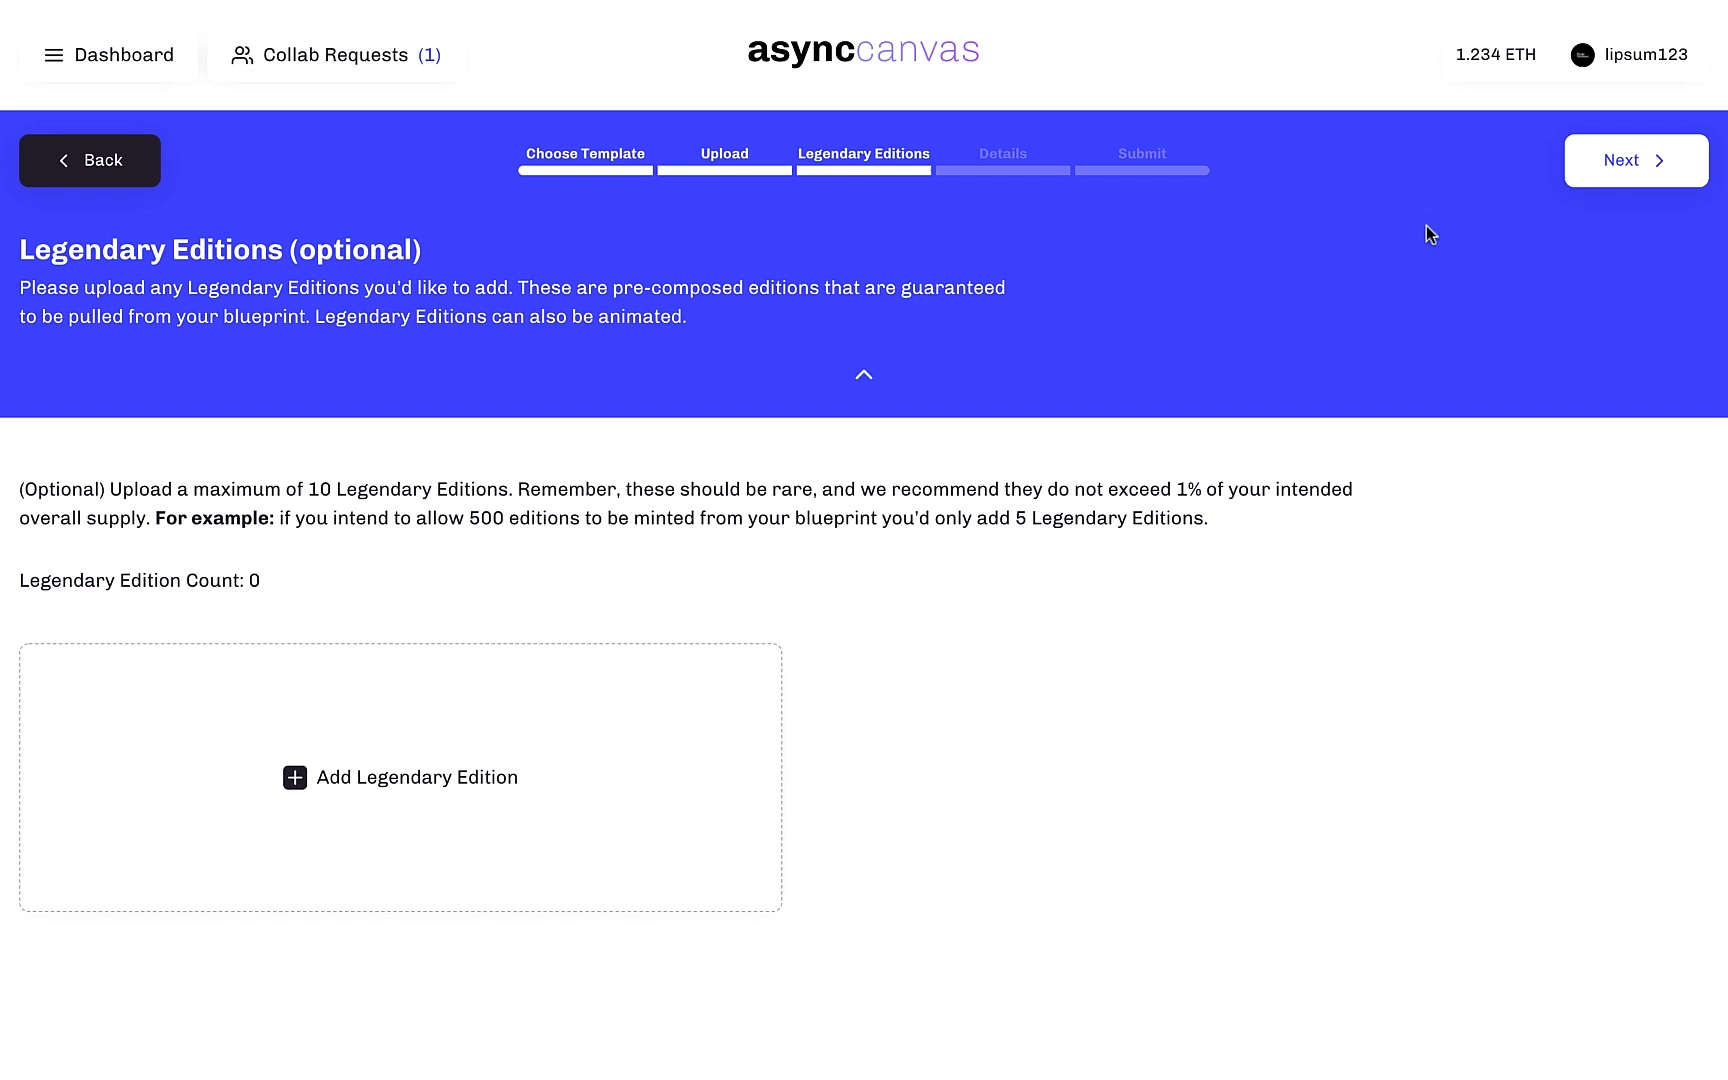 Dashboard
Collab Requests (1)
asynccanvas
1.234 ETH
lipsum123
Back
Choose Template
Upload
Legendary Editions
Details
Submit
Next
Legendary Editions (optional)
Please upload any Legendary Editions you’d like to add. These are pre-composed editions that are guaranteed
to be pulled from your blueprint. Legendary Editions can also be animated.
(Optional) Upload a maximum of 10 Legendary Editions. Remember, these should be rare, and we recommend they do not exceed 1% of your intended
overall supply. For example: if you intend to allow 500 editions to be minted from your blueprint you’d only add 5 Legendary Editions.
Legendary Edition Count: 0
Add Legendary Edition